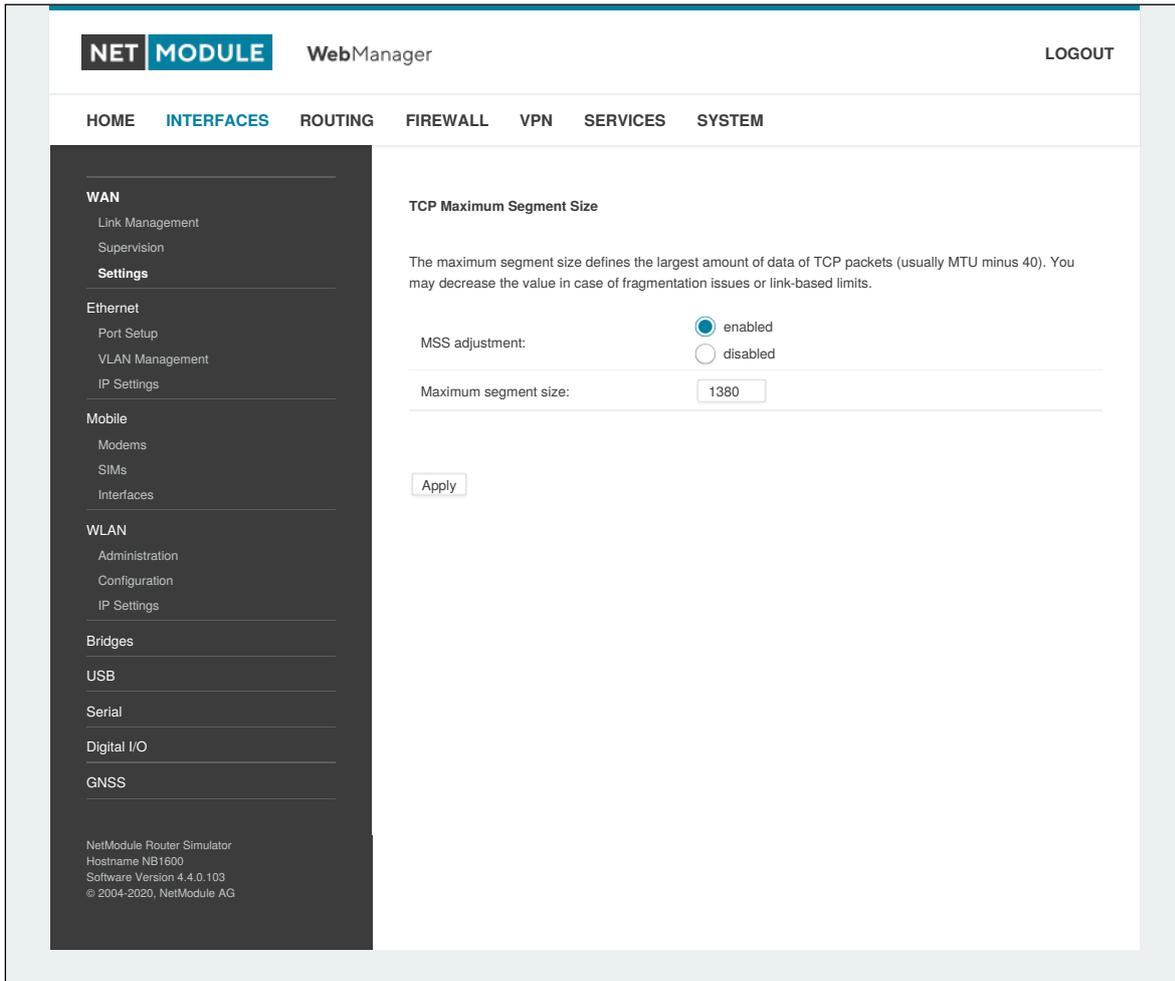 NET MODULE WebManager LOGOUT
HOME INTERFACES ROUTING FIREWALL VPN SERVICES SYSTEM
WAN
Link Management
Supervision
Settings
Ethernet
Port Setup
VLAN Management
IP Settings
Mobile
Modems
SIMs
Interfaces
WLAN
Administration
Configuration
IP Settings
Bridges
USB
Serial
Digital I/O
GNSS
NetModule Router Simulator
Hostname NB1600
Software Version 4.4.0.103
© 2004-2020, NetModule AG
TCP Maximum Segment Size
The maximum segment size defines the largest amount of data of TCP packets (usually MTU minus 40). You
may decrease the value in case of fragmentation issues or link-based limits.
MSS adjustment:
enabled
disabled
Maximum segment size: 1380
Apply